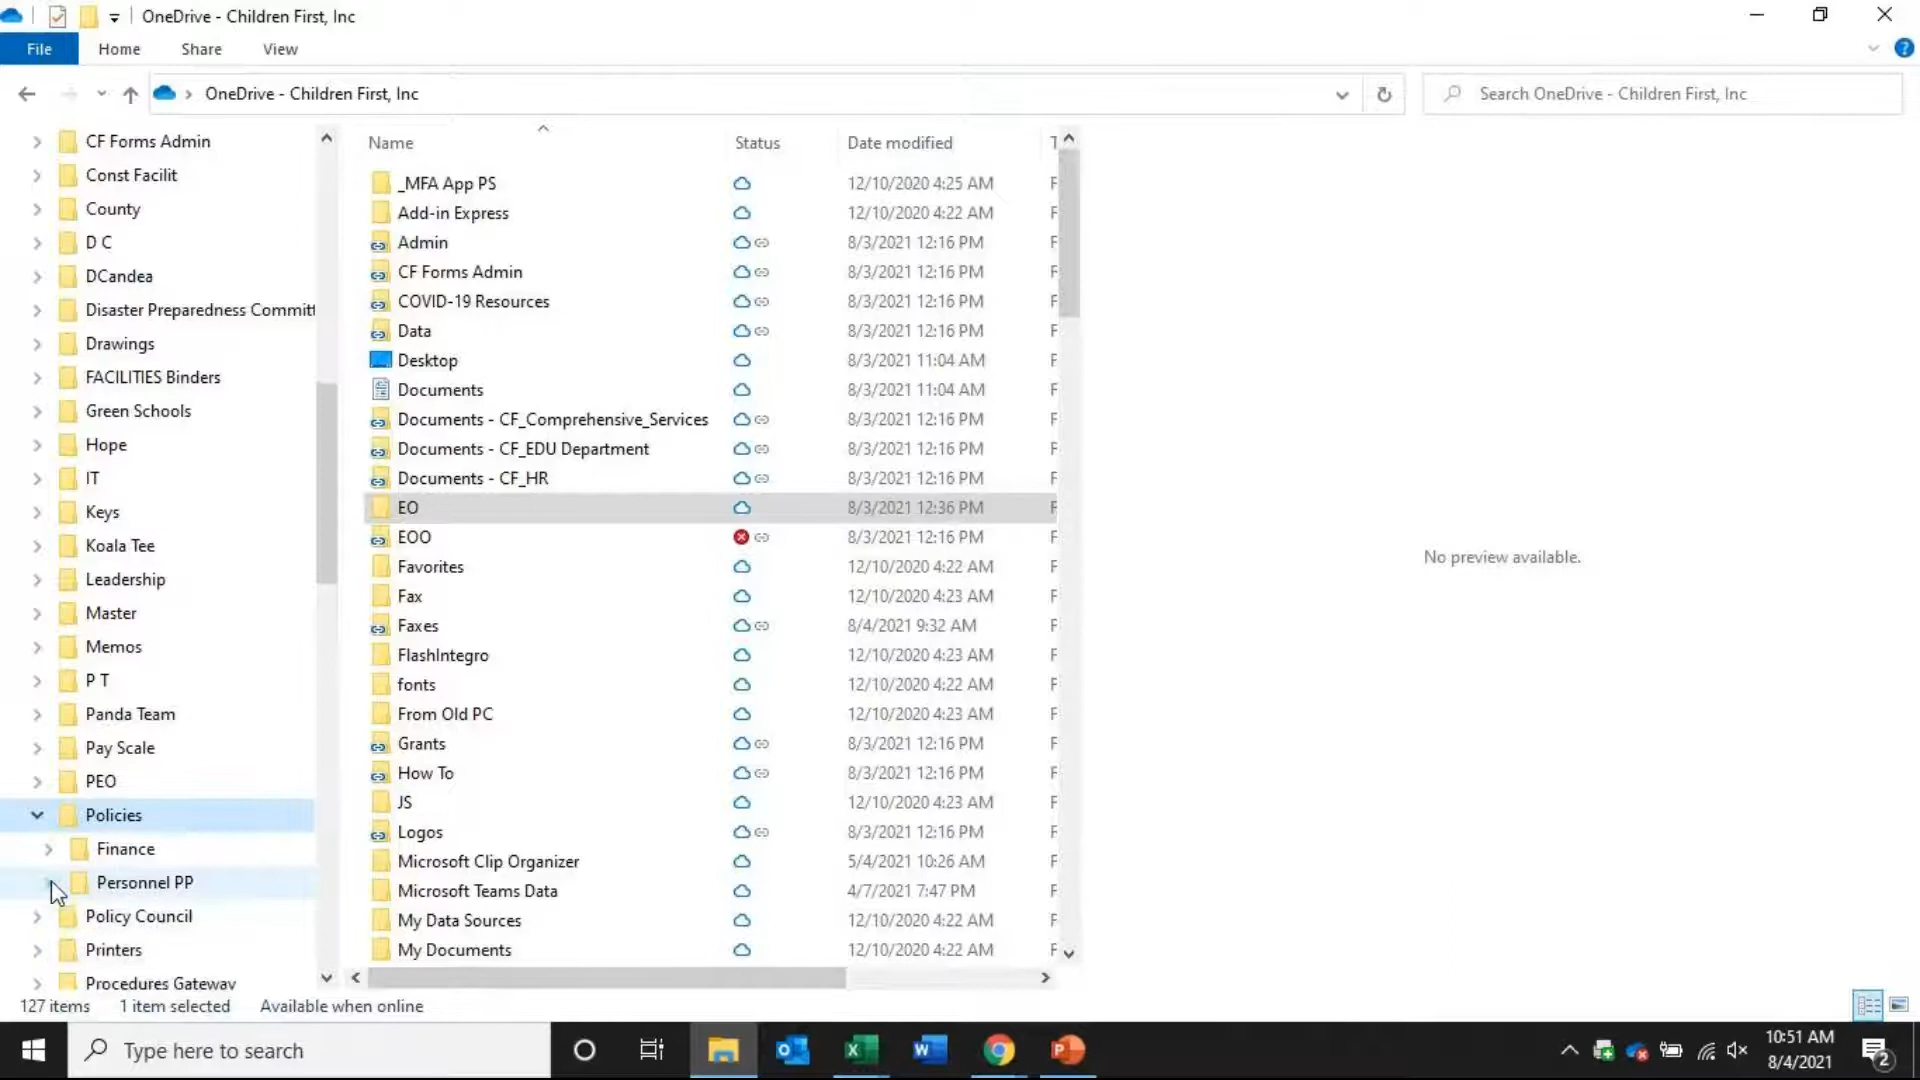 OneDrive - Children First, Inc
File Home Share View
OneDrive - Children First, Inc
Search OneDrive - Children First, Inc
CF Forms Admin
Const Facilit
County
D C
DCandea
Disaster Preparedness Committ
Drawings
FACILITIES Binders
Green Schools
Hope
IT
Keys
Koala Tee
Leadership
Master
Memos
P T
Panda Team
Pay Scale
PEO
Policies
Finance
Personnel PP
Policy Council
Printers
Procedures Gateway
Name Status Date modified T
_MFA App PS 12/10/2020 4:25 AM F
Add-in Express 12/10/2020 4:22 AM F
Admin 8/3/2021 12:16 PM F
CF Forms Admin 8/3/2021 12:16 PM F
COVID-19 Resources 8/3/2021 12:16 PM F
Data 8/3/2021 12:16 PM F
Desktop 8/3/2021 11:04 AM F
Documents 8/3/2021 11:04 AM F
Documents - CF_Comprehensive_Services 8/3/2021 12:16 PM F
Documents - CF_EDU Department 8/3/2021 12:16 PM F
Documents - CF_HR 8/3/2021 12:16 PM F
EO 8/3/2021 12:36 PM F
EOO 8/3/2021 12:16 PM F
Favorites 12/10/2020 4:22 AM F
Fax 12/10/2020 4:23 AM F
Faxes 8/4/2021 9:32 AM F
FlashIntegro 12/10/2020 4:23 AM F
fonts 12/10/2020 4:22 AM F
From Old PC 12/10/2020 4:23 AM F
Grants 8/3/2021 12:16 PM F
How To 8/3/2021 12:16 PM F
JS 12/10/2020 4:23 AM F
Logos 8/3/2021 12:16 PM F
Microsoft Clip Organizer 5/4/2021 10:26 AM F
Microsoft Teams Data 4/7/2021 7:47 PM F
My Data Sources 12/10/2020 4:22 AM F
My Documents 12/10/2020 4:22 AM F
No preview available.
127 items 1 item selected Available when online
Type here to search
10:51 AM
8/4/2021
2